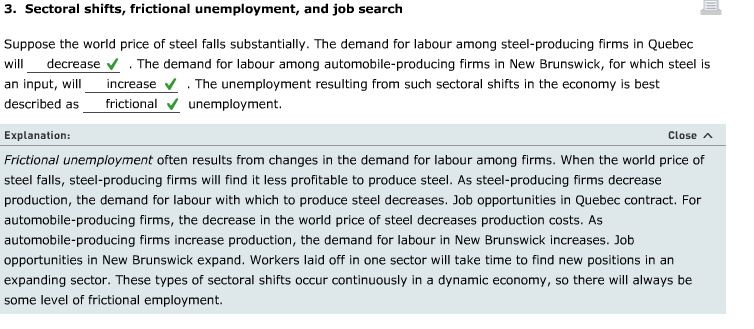 3. Sectoral shifts, frictional unemployment, and job search
Suppose the world price of steel falls substantially. The demand for labour among steel-producing firms in Quebec
will decrease ✓ . The demand for labour among automobile-producing firms in New Brunswick, for which steel is
an input, will increase ✓ . The unemployment resulting from such sectoral shifts in the economy is best
described as frictional ✓ unemployment.
Explanation: Close
Frictional unemployment often results from changes in the demand for labour among firms. When the world price of
steel falls, steel-producing firms will find it less profitable to produce steel. As steel-producing firms decrease
production, the demand for labour with which to produce steel decreases. Job opportunities in Quebec contract. For
automobile-producing firms, the decrease in the world price of steel decreases production costs. As
automobile-producing firms increase production, the demand for labour in New Brunswick increases. Job
opportunities in New Brunswick expand. Workers laid off in one sector will take time to find new positions in an
expanding sector. These types of sectoral shifts occur continuously in a dynamic economy, so there will always be
some level of frictional employment.